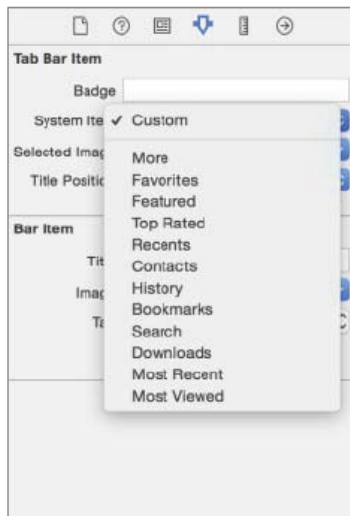 Tab Bar Item
Badge
System Ite ✓ Custom
More
Selected Imag
Favorites
Title Positic
Featured
Top Rated
Recents
Bar Item
Contacts
Tit
History
Imag
Bookmarks
Ta
Search
Downloads
Most Recent
Most Viewed